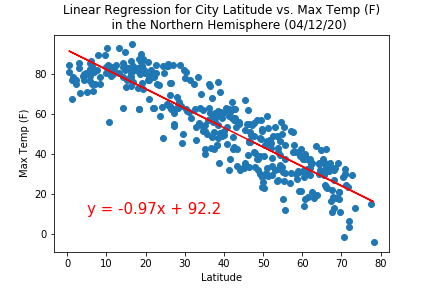 Linear Regression for City Latitude vs. Max Temp (F)
in the Northern Hemisphere (04/12/20)
Max Temp (F)
80
60
40
20
0
y = -0.97x + 92.2
0 10 20 30 40 50 60 70 80
Latitude